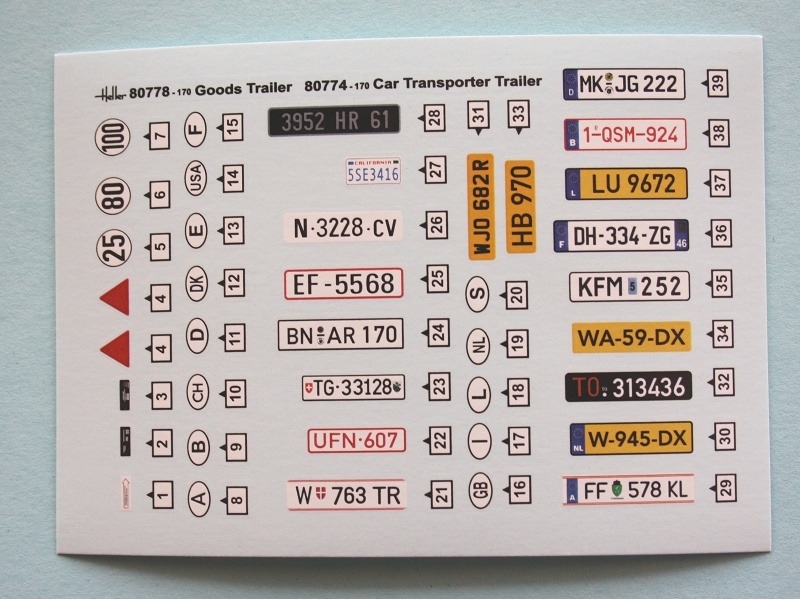 Heller 80778-170 Goods Trailer 80774-170 Car Transporter Trailer
100 7 F 15 3952 HR 61 28 31 33 D MK JG 222 39
80 6 USA 14 CALIFORNIA 5SE3416 27 WJO 682R HB 970 B 1-QSM-924 38
25 5 E 13 N·3228·CV 26 L LU 9672 37
4 DK 12 EF-5568 25 S 20 F DH-334-ZG 46 36
4 D 11 BN AR 170 24 NL 19 KFM S 252 35
3 CH 10 TG·33128 23 L 18 WA-59-DX 34
2 B 9 UFN·607 22 I 17 TO 313436 32
1 A 8 W 763 TR 21 GB 16 NL W-945-DX 30
A FF 578 KL 29